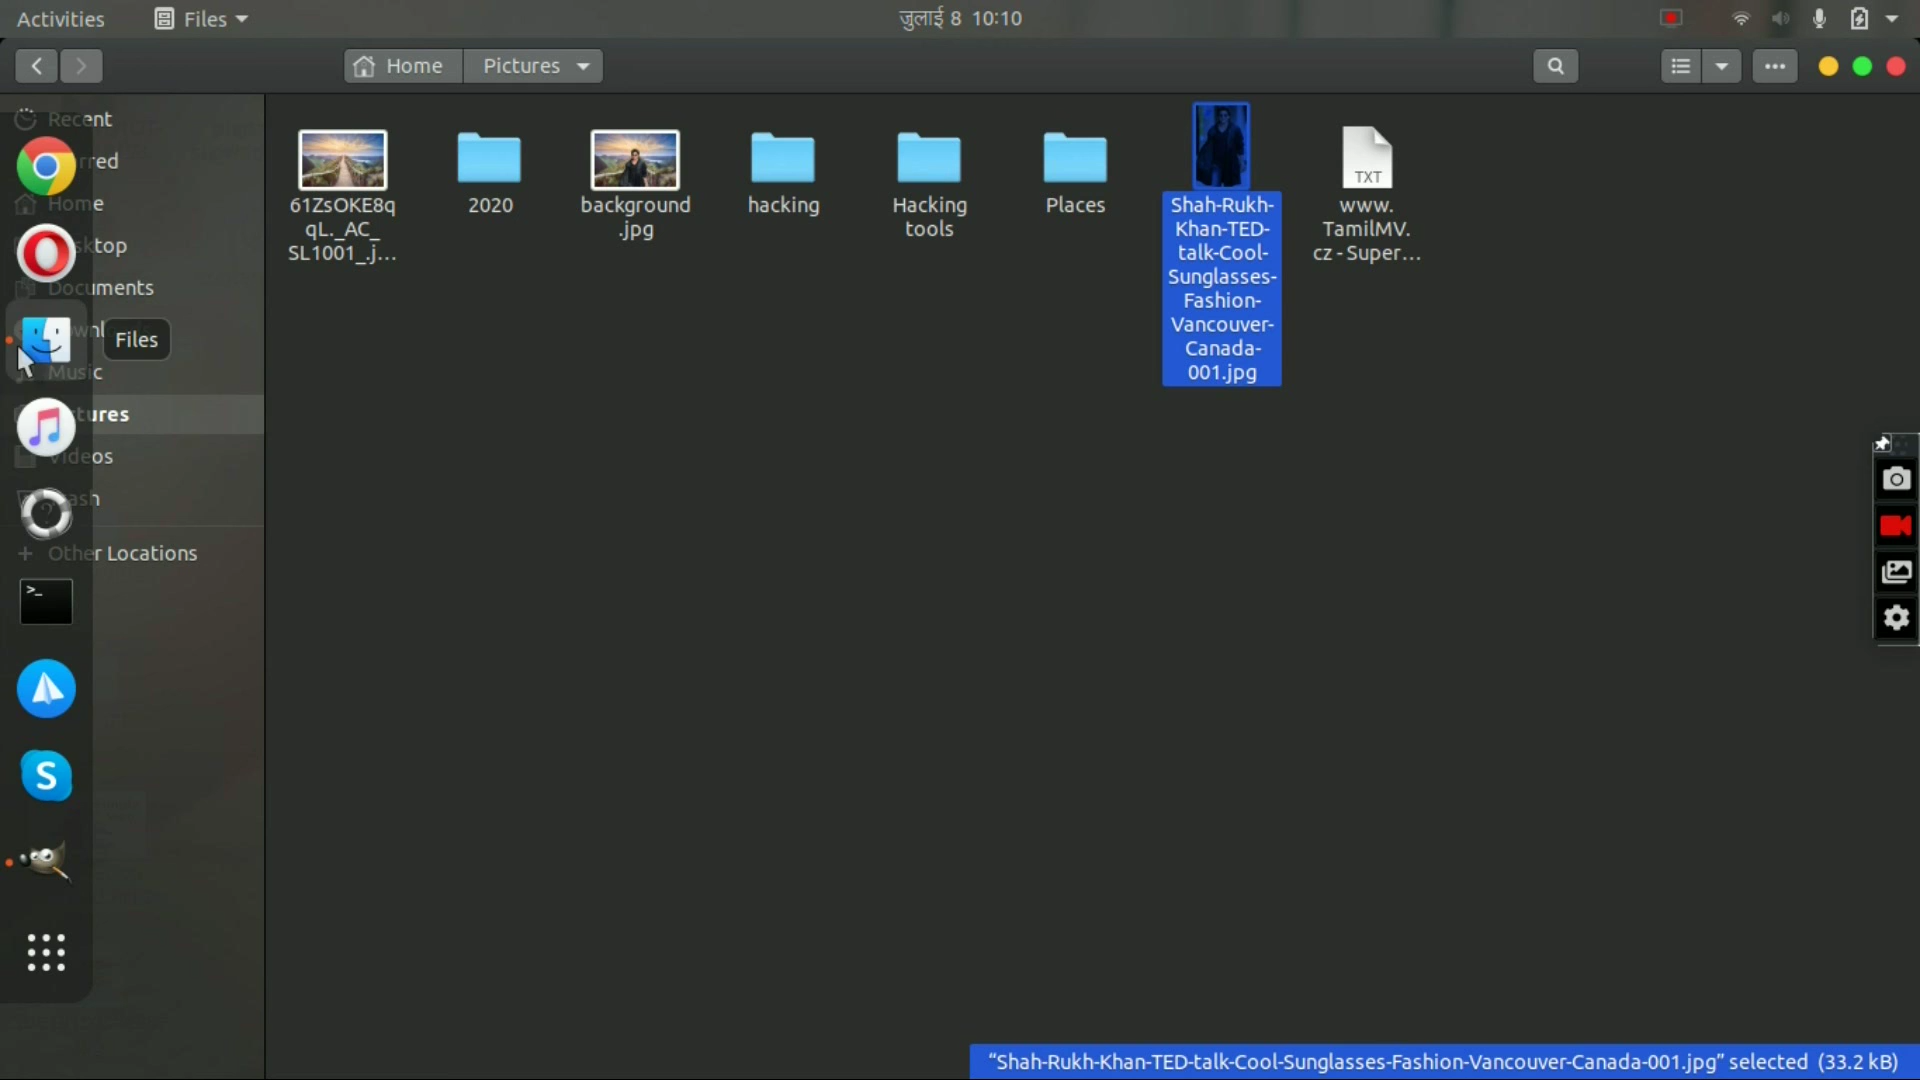 Activities
Files
जुलाई 8 10:10
Home
Pictures
Recent
rred
Home
ktop
Documents
Files
Music
tures
Videos
ash
Other Locations
61ZsOKE8q
qL._AC_
SL1001_.j...
2020
background
.jpg
hacking
Hacking
tools
Places
Shah-Rukh-
Khan-TED-
talk-Cool-
Sunglasses-
Fashion-
Vancouver-
Canada-
001.jpg
TXT
www.
TamilMV.
cz - Super...
>_
S
“Shah-Rukh-Khan-TED-talk-Cool-Sunglasses-Fashion-Vancouver-Canada-001.jpg” selected (33.2 kB)